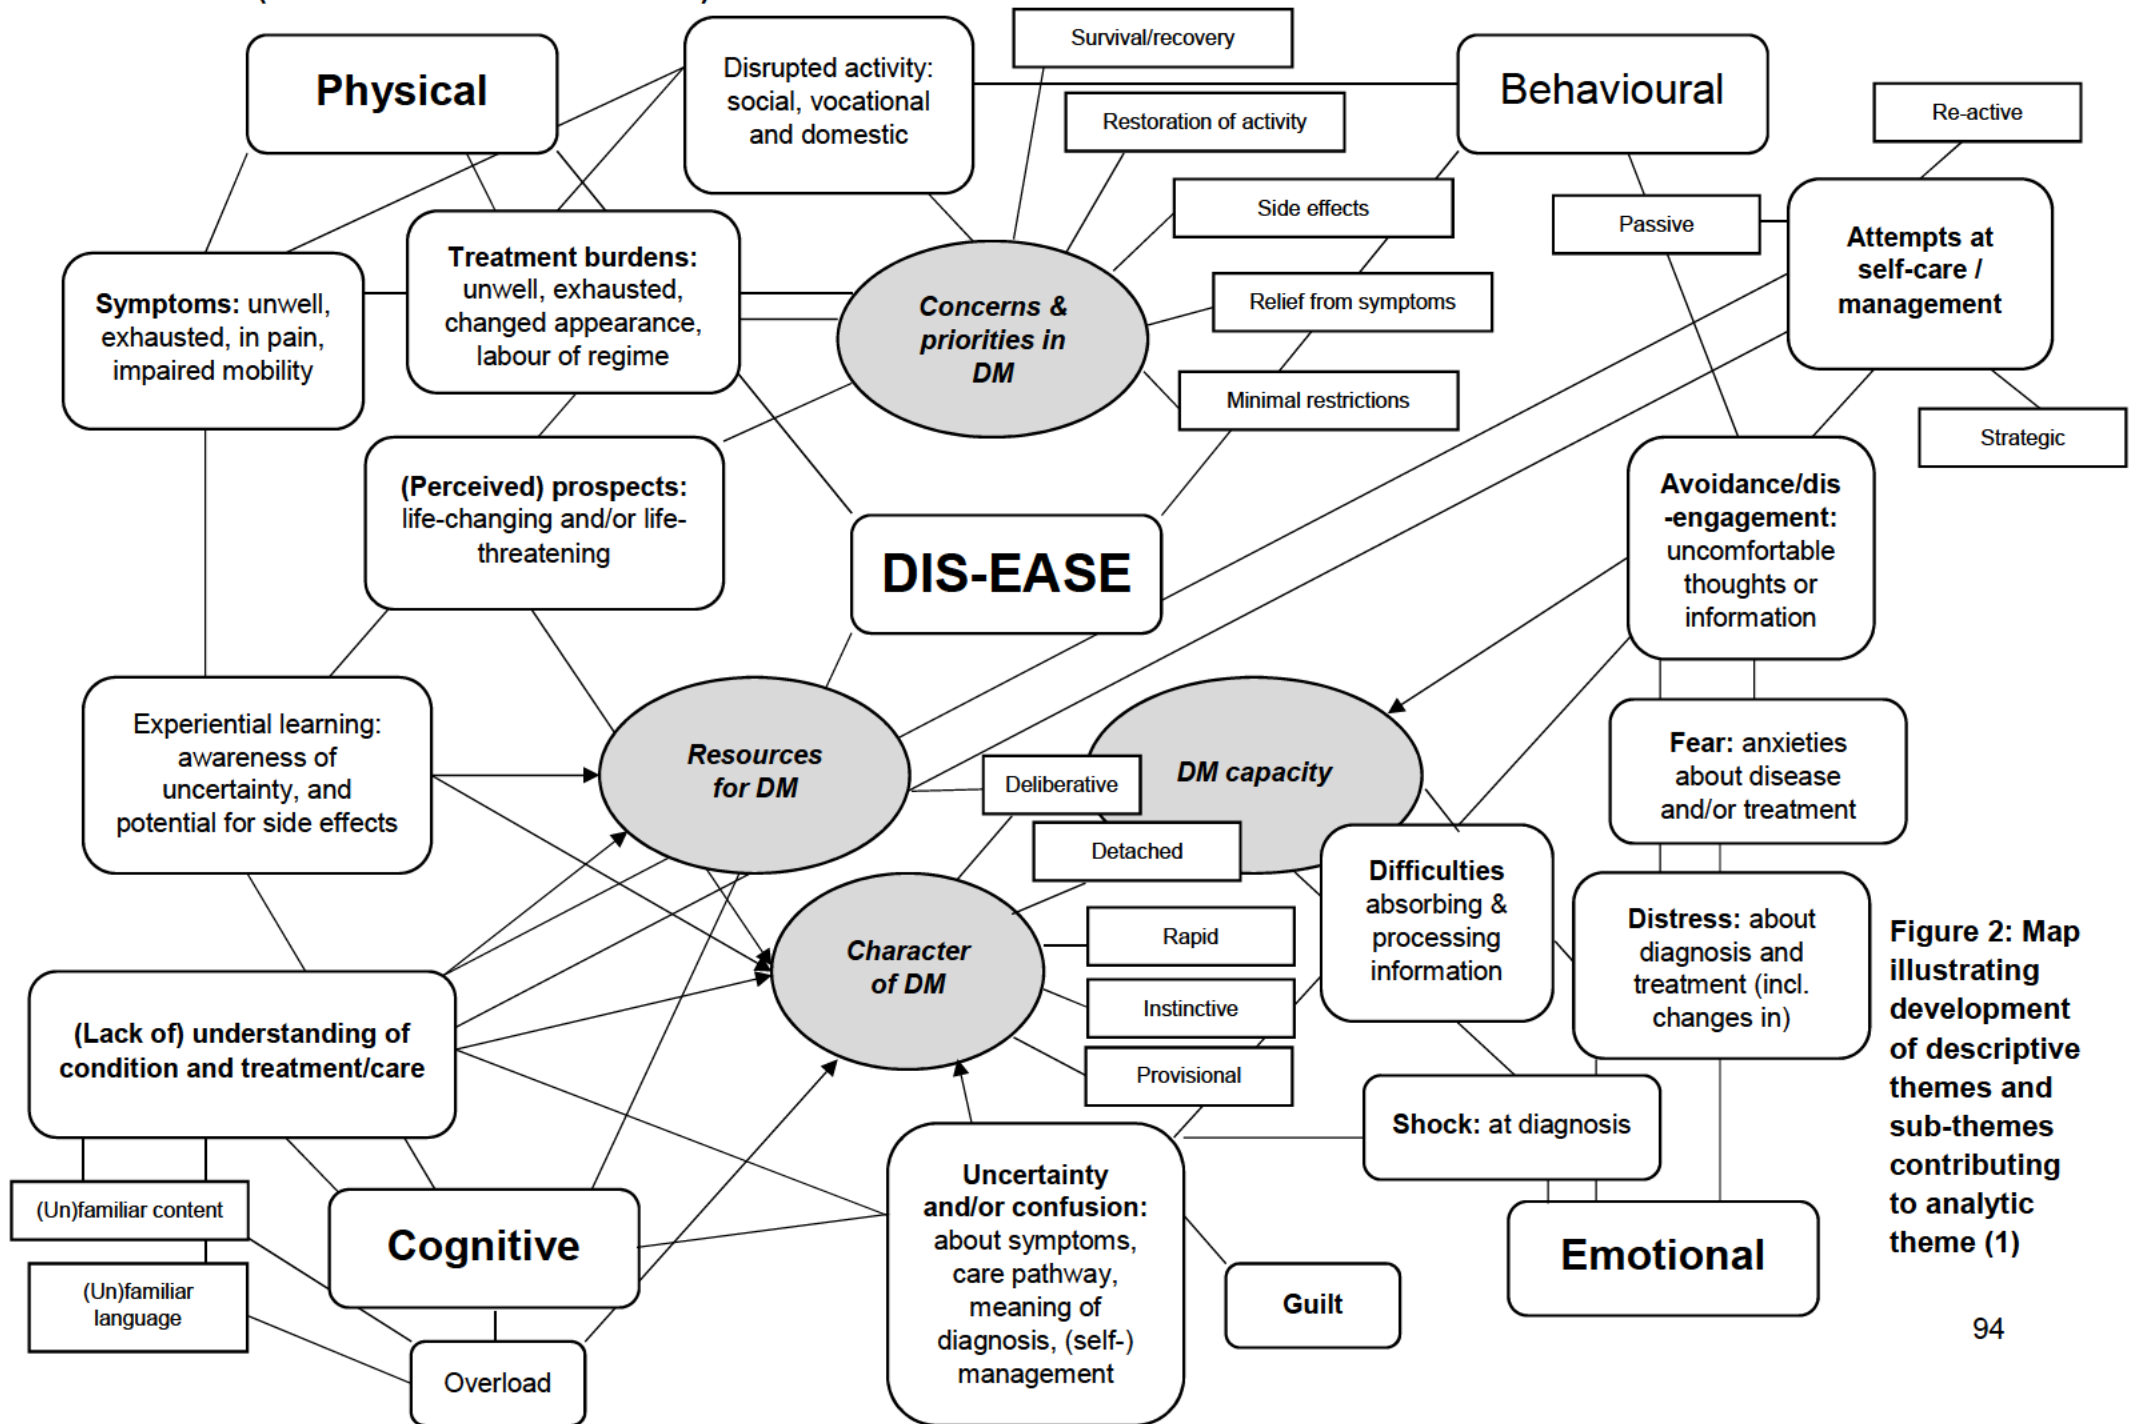 Physical
Disrupted activity:
social, vocational
and domestic
Survival/recovery
Restoration of activity
Behavioural
Re-active
Side effects
Passive
Attempts at
self-care /
management
Symptoms: unwell,
exhausted, in pain,
impaired mobility
Treatment burdens:
unwell, exhausted,
changed appearance,
labour of regime
Concerns &
priorities in
DM
Relief from symptoms
Minimal restrictions
Strategic
(Perceived) prospects:
life-changing and/or life-
threatening
DIS-EASE
Avoidance/dis
-engagement:
uncomfortable
thoughts or
information
Experiential learning:
awareness of
uncertainty, and
potential for side effects
Resources
for DM
Deliberative
DM capacity
Detached
Fear: anxieties
about disease
and/or treatment
Difficulties
absorbing &
processing
information
Distress: about
diagnosis and
treatment (incl.
changes in)
Character
of DM
Rapid
Instinctive
Provisional
(Lack of) understanding of
condition and treatment/care
Shock: at diagnosis
(Un)familiar content
(Un)familiar
language
Cognitive
Overload
Uncertainty
and/or confusion:
about symptoms,
care pathway,
meaning of
diagnosis, (self-)
management
Guilt
Emotional
Figure 2: Map
illustrating
development
of descriptive
themes and
sub-themes
contributing
to analytic
theme (1)
94